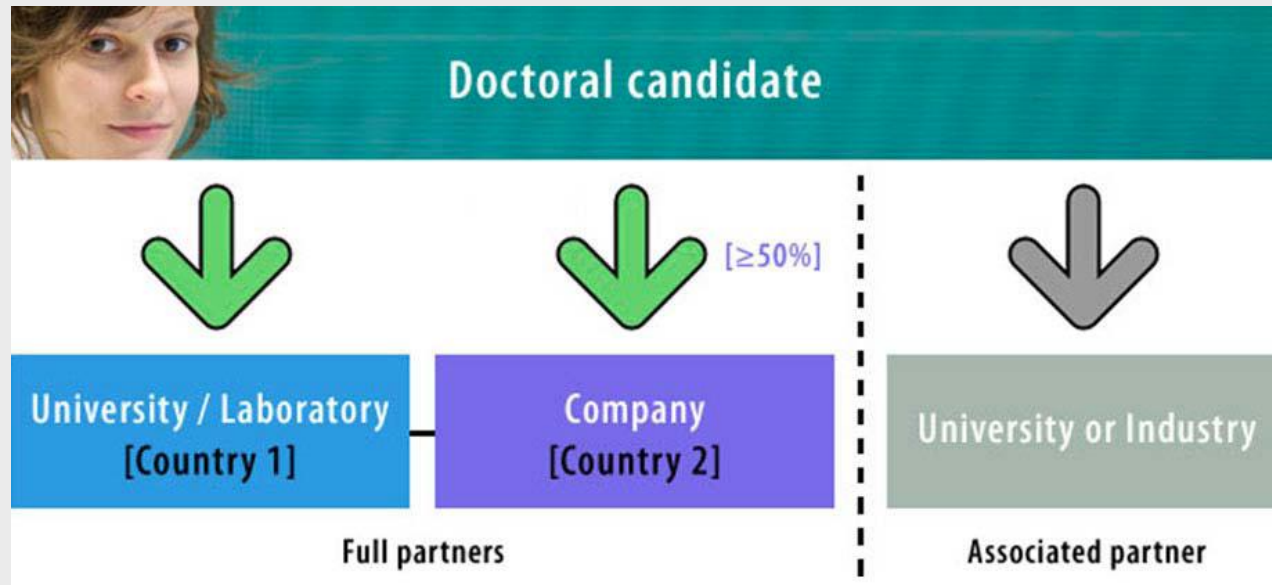 Doctoral candidate
[≥50%]
University / Laboratory
[Country 1]
Company
[Country 2]
University or Industry
Full partners
Associated partner